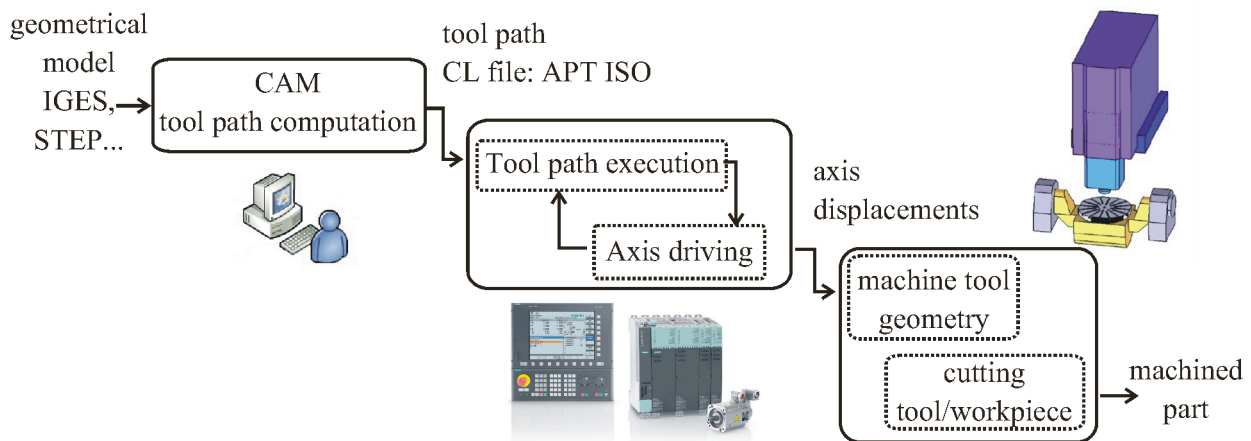 geometrical
model
IGES,
STEP...
CAM
tool path computation
tool path
CL file: APT ISO
Tool path execution
Axis driving
axis
displacements
machine tool
geometry
cutting
tool/workpiece
machined
part